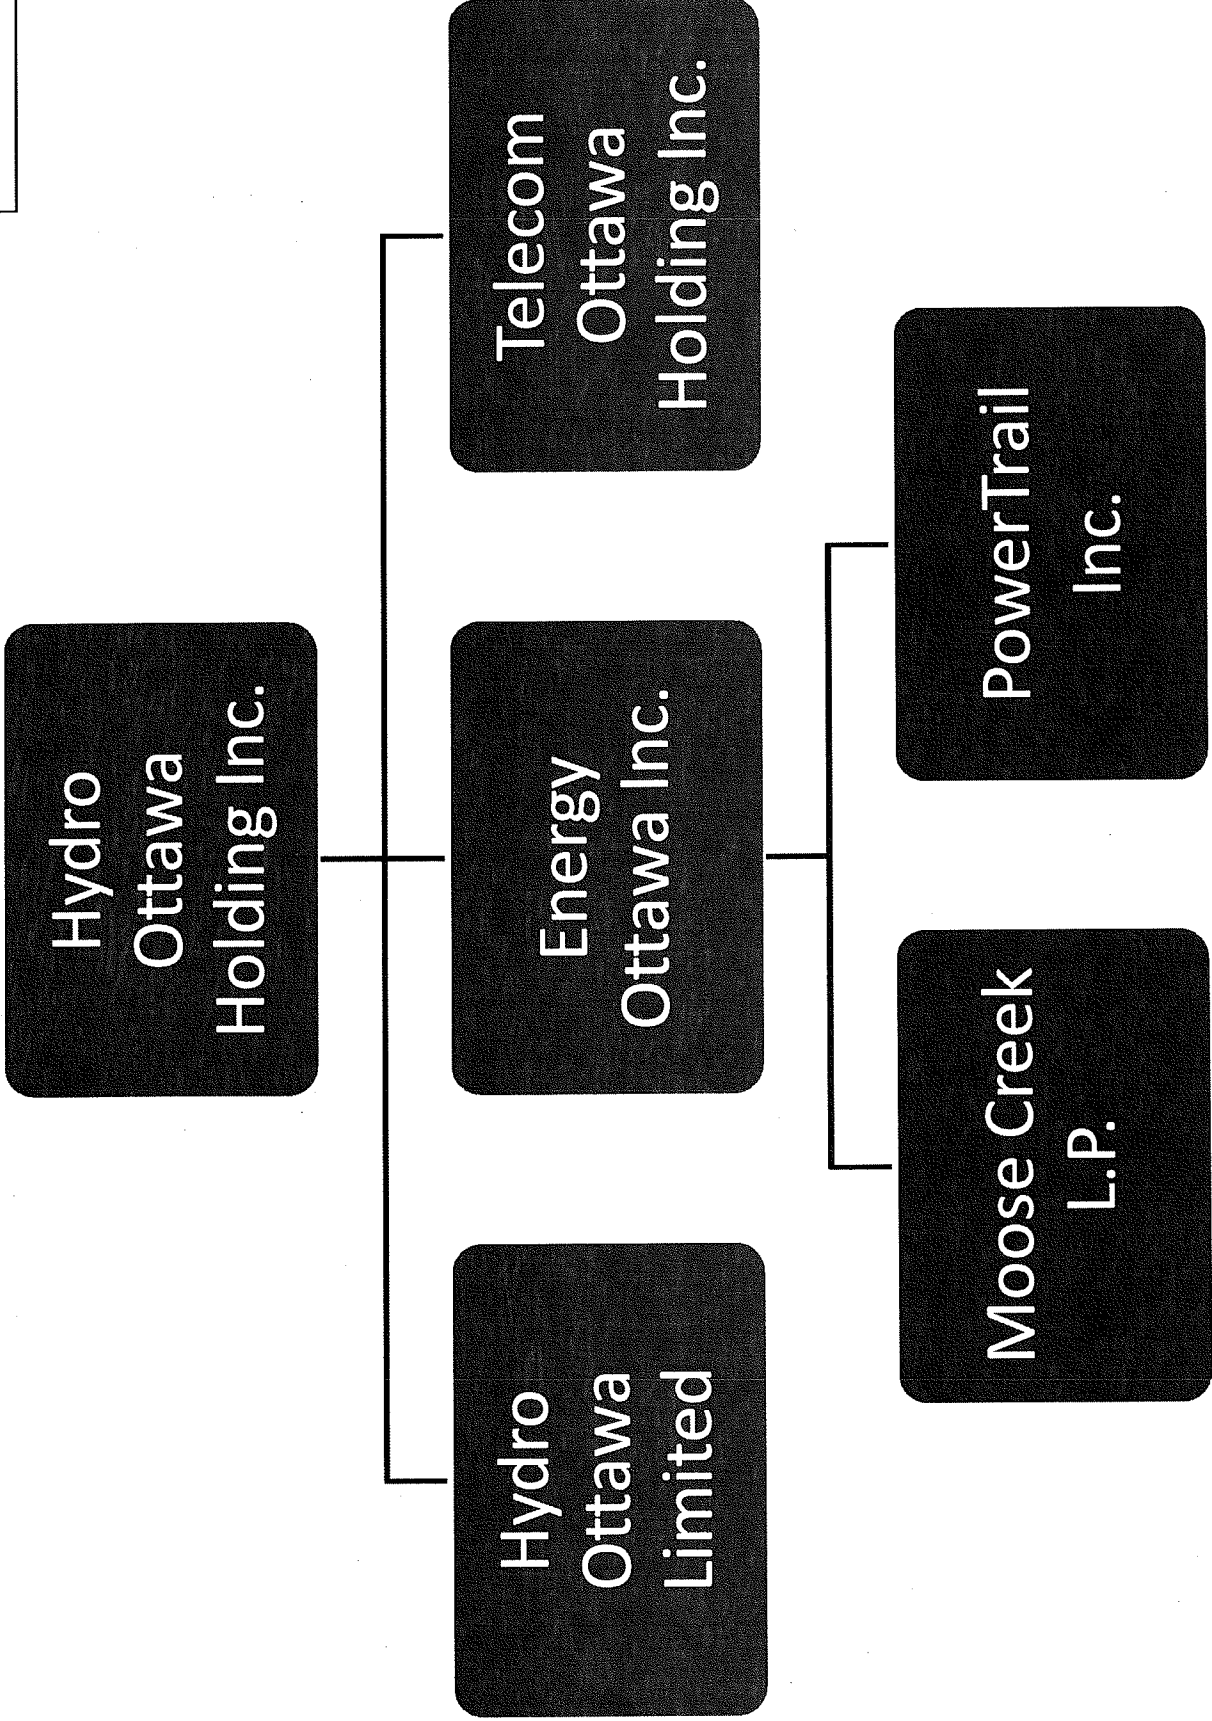 Hydro
Ottawa
Holding Inc.
Hydro
Ottawa
Limited
Energy
Ottawa Inc.
Telecom
Ottawa
Holding Inc.
Moose Creek
L.P.
PowerTrail
Inc.